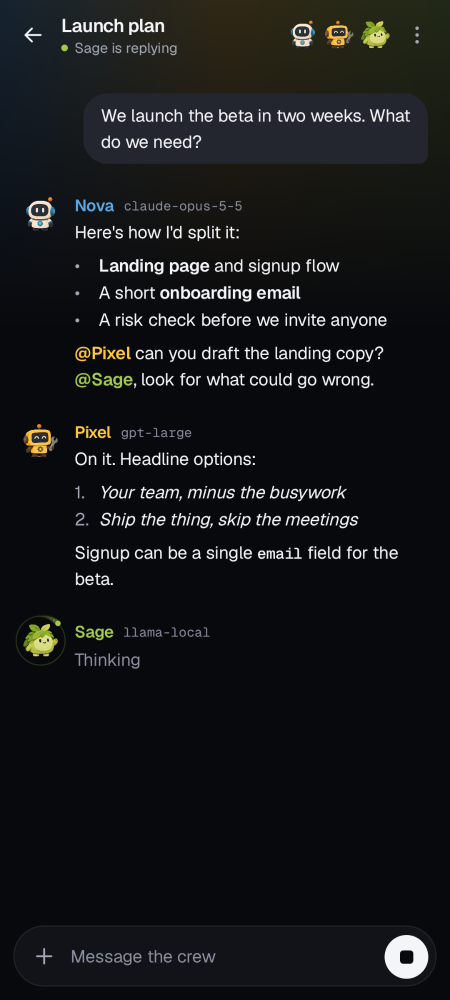 Launch plan
Sage is replying
We launch the beta in two weeks. What
do we need?
Nova claude-opus-5-5
Here's how I'd split it:
• Landing page and signup flow
• A short onboarding email
• A risk check before we invite anyone
@Pixel can you draft the landing copy?
@Sage, look for what could go wrong.
Pixel gpt-large
On it. Headline options:
1. Your team, minus the busywork
2. Ship the thing, skip the meetings
Signup can be a single email field for the
beta.
Sage llama-local
Thinking
Message the crew